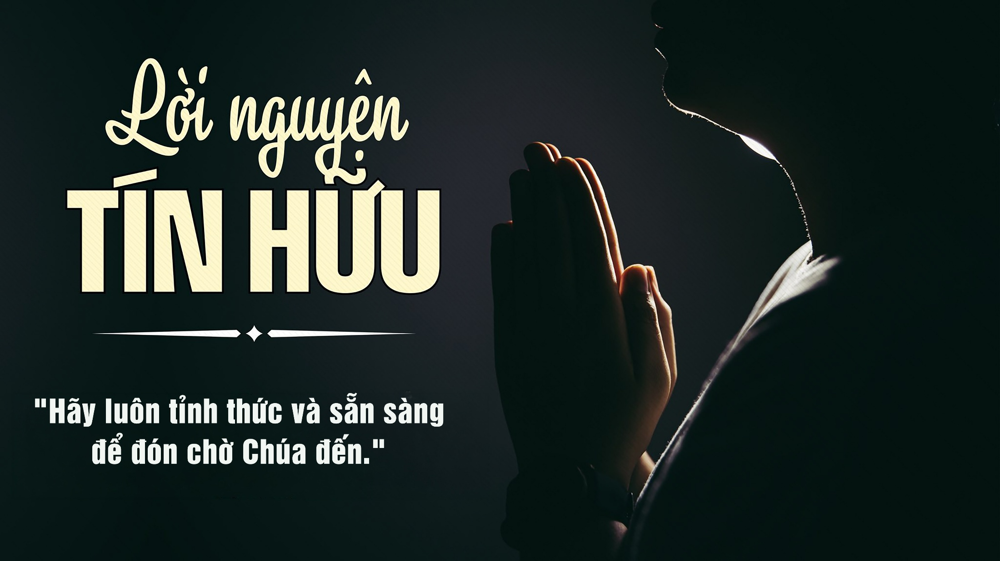 Lời nguyện
TÍN HỮU
"Hãy luôn tỉnh thức và sẵn sàng
để đón chờ Chúa đến."